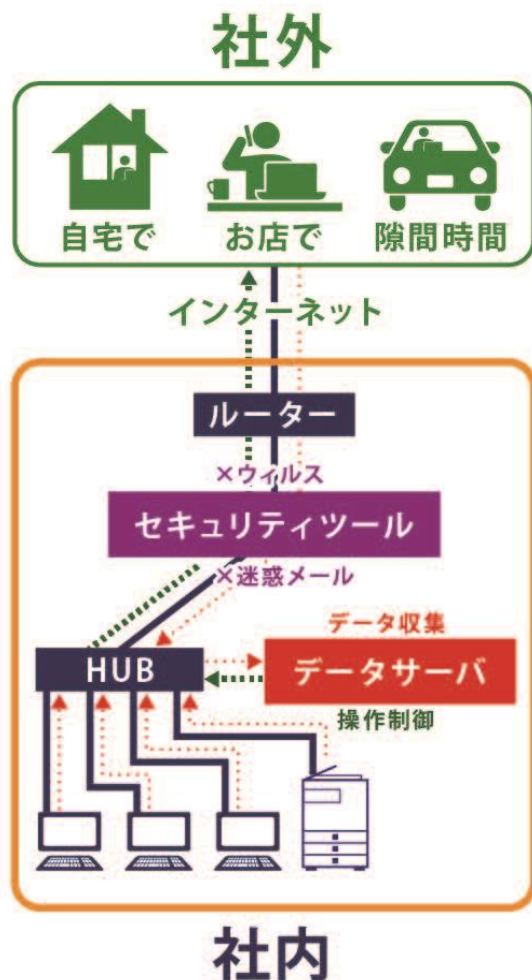 社外
自宅で お店で 隙間時間
インターネット
ルーター
×ウィルス
セキュリティツール
×迷惑メール
データ収集
HUB データサーバ
操作制御
社内